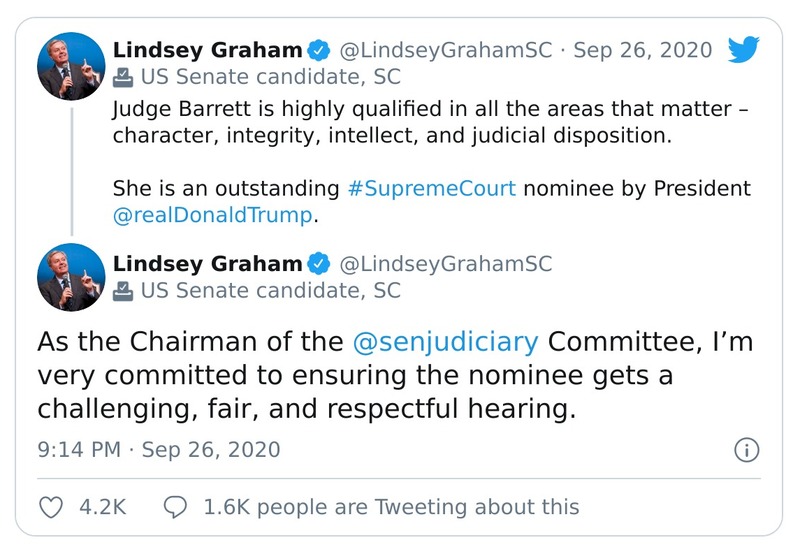 Lindsey Graham @LindseyGrahamSC · Sep 26, 2020
US Senate candidate, SC
Judge Barrett is highly qualified in all the areas that matter –
character, integrity, intellect, and judicial disposition.
She is an outstanding #SupremeCourt nominee by President
@realDonaldTrump.
Lindsey Graham @LindseyGrahamSC
US Senate candidate, SC
As the Chairman of the @senjudiciary Committee, I’m
very committed to ensuring the nominee gets a
challenging, fair, and respectful hearing.
9:14 PM · Sep 26, 2020
4.2K 1.6K people are Tweeting about this